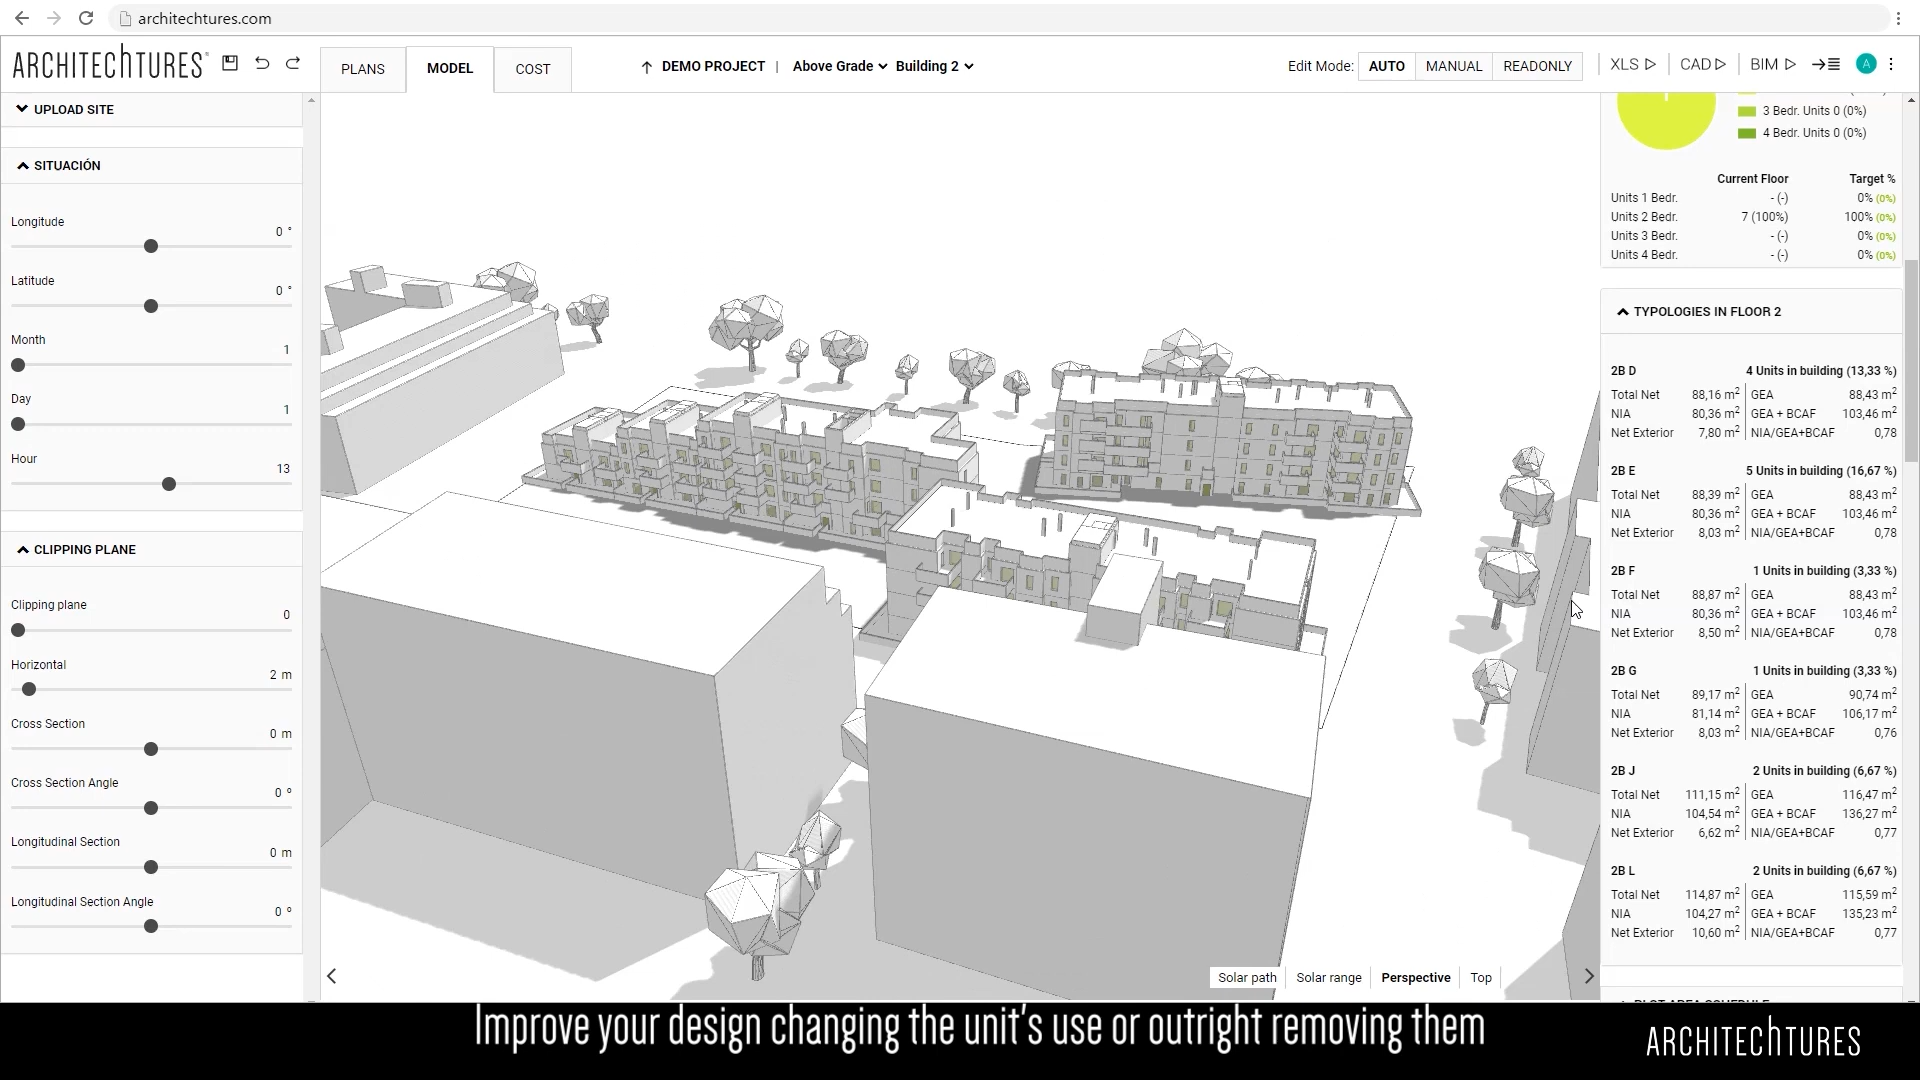 architechtures.com
ARCHITECHTURES®
PLANS
MODEL
COST
DEMO PROJECT
Above Grade
Building 2
Edit Mode:
AUTO
MANUAL
READONLY
XLS
CAD
BIM
A
UPLOAD SITE
SITUACIÓN
Longitude
0 °
Latitude
0 °
Month
1
Day
1
Hour
13
CLIPPING PLANE
Clipping plane
0
Horizontal
2 m
Cross Section
0 m
Cross Section Angle
0 °
Longitudinal Section
0 m
Longitudinal Section Angle
0 °
Solar path
Solar range
Perspective
Top
3 Bedr. Units 0 (0%)
4 Bedr. Units 0 (0%)
Current Floor Target %
Units 1 Bedr. - (-) 0% (0%)
Units 2 Bedr. 7 (100%) 100% (0%)
Units 3 Bedr. - (-) 0% (0%)
Units 4 Bedr. - (-) 0% (0%)
TYPOLOGIES IN FLOOR 2
2B D 4 Units in building (13,33 %)
Total Net 88,16 m² GEA 88,43 m²
NIA 80,36 m² GEA + BCAF 103,46 m²
Net Exterior 7,80 m² NIA/GEA+BCAF 0,78
2B E 5 Units in building (16,67 %)
Total Net 88,39 m² GEA 88,43 m²
NIA 80,36 m² GEA + BCAF 103,46 m²
Net Exterior 8,03 m² NIA/GEA+BCAF 0,78
2B F 1 Units in building (3,33 %)
Total Net 88,87 m² GEA 88,43 m²
NIA 80,36 m² GEA + BCAF 103,46 m²
Net Exterior 8,50 m² NIA/GEA+BCAF 0,78
2B G 1 Units in building (3,33 %)
Total Net 89,17 m² GEA 90,74 m²
NIA 81,14 m² GEA + BCAF 106,17 m²
Net Exterior 8,03 m² NIA/GEA+BCAF 0,76
2B J 2 Units in building (6,67 %)
Total Net 111,15 m² GEA 116,47 m²
NIA 104,54 m² GEA + BCAF 136,27 m²
Net Exterior 6,62 m² NIA/GEA+BCAF 0,77
2B L 2 Units in building (6,67 %)
Total Net 114,87 m² GEA 115,59 m²
NIA 104,27 m² GEA + BCAF 135,23 m²
Net Exterior 10,60 m² NIA/GEA+BCAF 0,77
PLOT AREA SCHEDULE
Improve your design changing the unit's use or outright removing them
ARCHITECHTURES